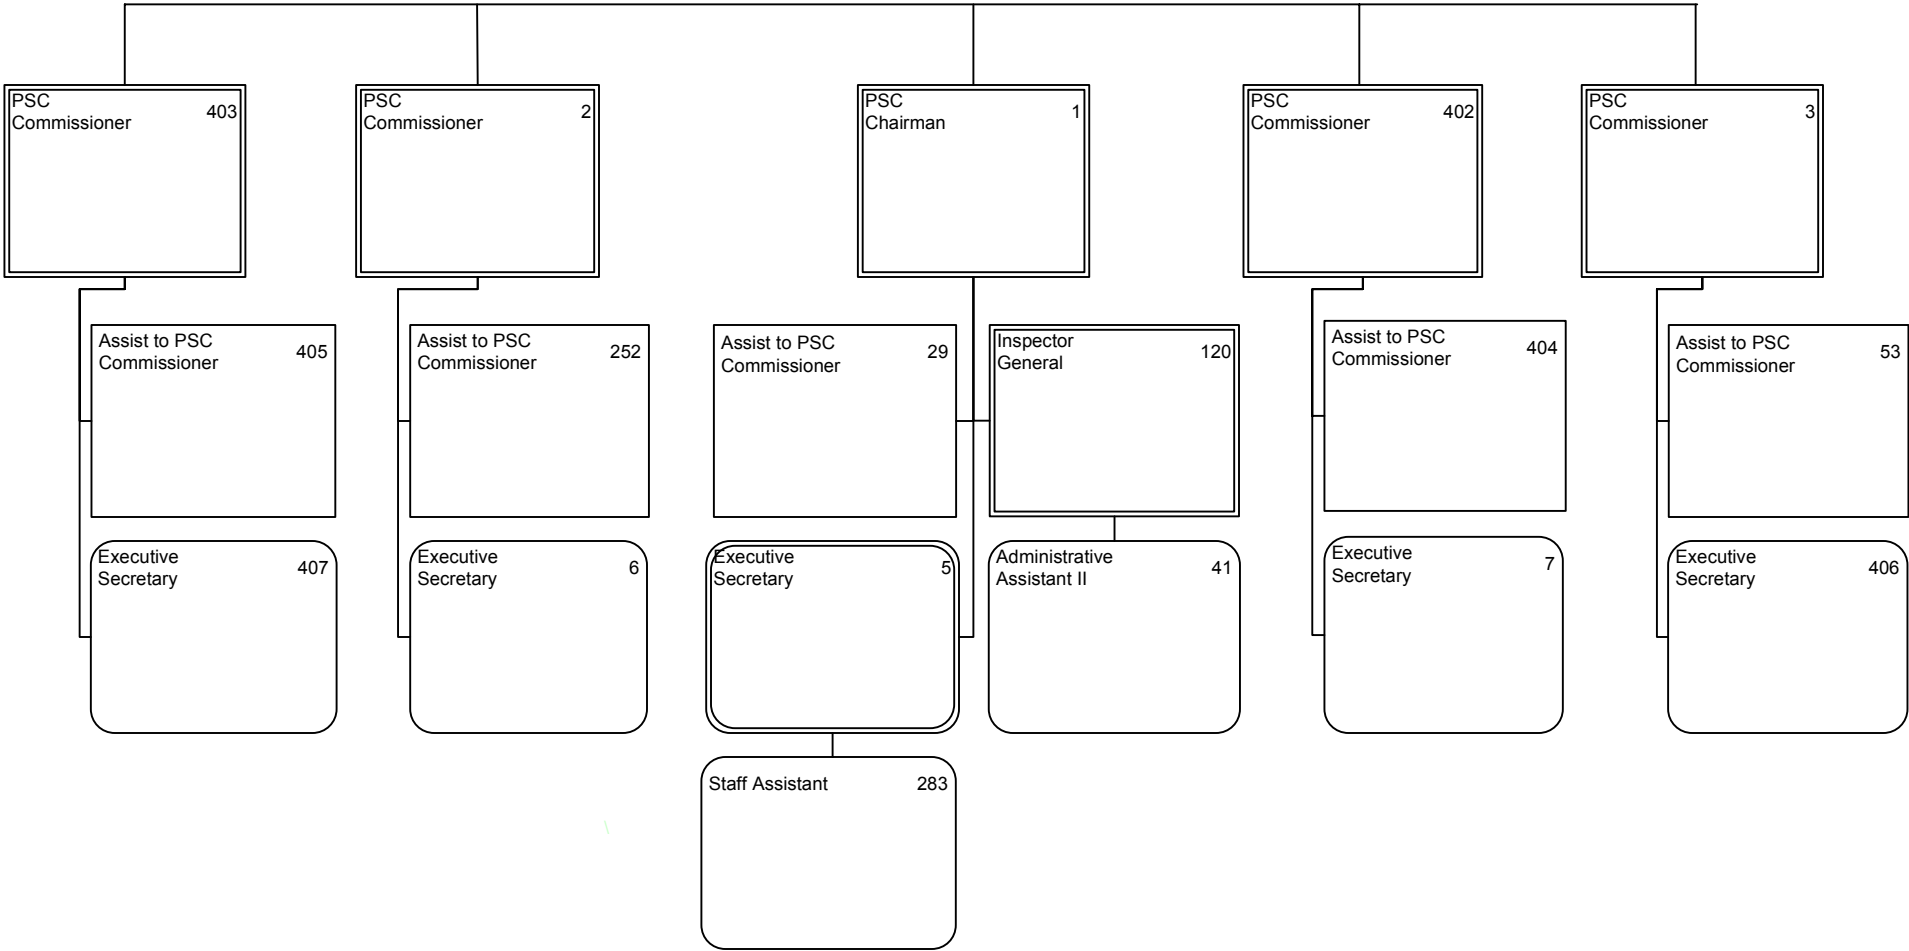 PSC
Commissioner
403
PSC
Commissioner
2
PSC
Chairman
1
PSC
Commissioner
402
PSC
Commissioner
3
Assist to PSC
Commissioner
405
Assist to PSC
Commissioner
252
Assist to PSC
Commissioner
29
Inspector
General
120
Assist to PSC
Commissioner
404
Assist to PSC
Commissioner
53
Executive
Secretary
407
Executive
Secretary
6
Executive
Secretary
5
Administrative
Assistant II
41
Executive
Secretary
7
Executive
Secretary
406
Staff Assistant
283
\